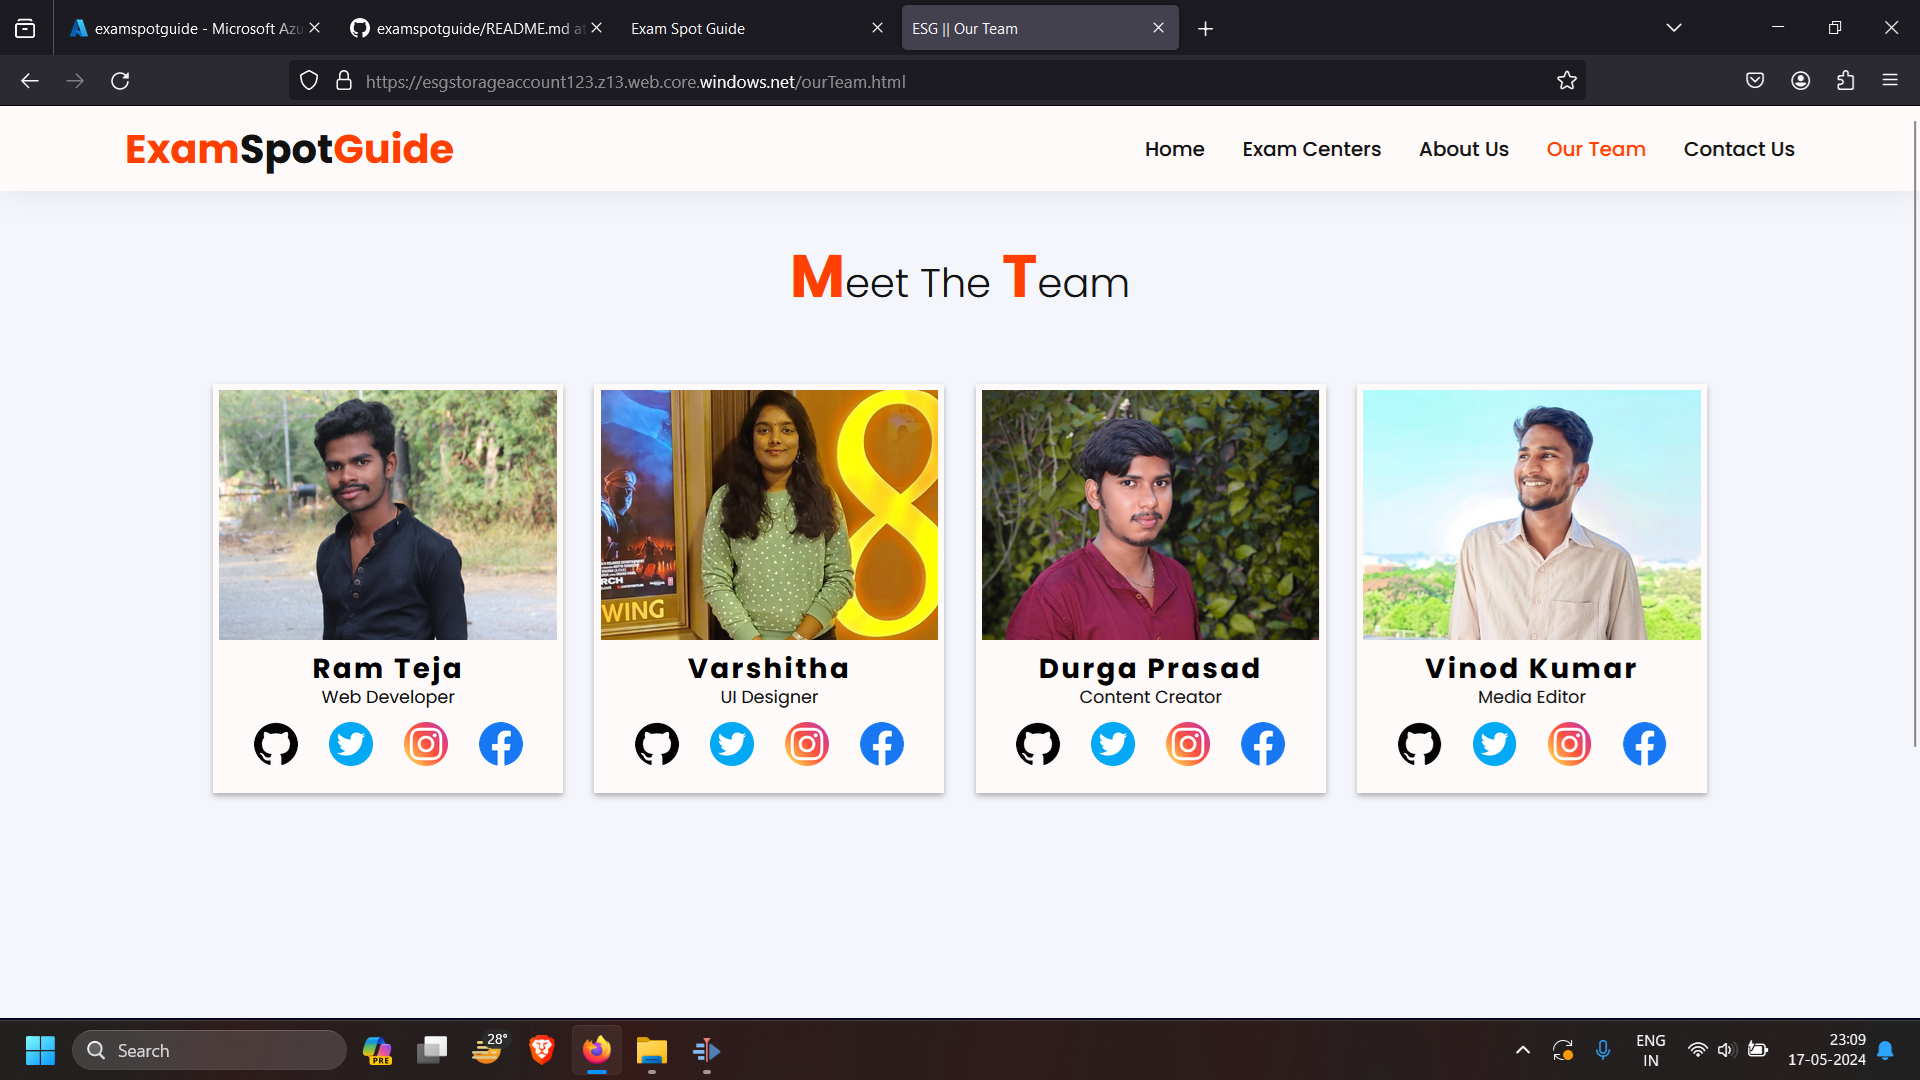 examspotguide - Microsoft Azu
examspotguide/README.md at
Exam Spot Guide
ESG || Our Team
https://esgstorageaccount123.z13.web.core.windows.net/ourTeam.html
ExamSpotGuide
Home
Exam Centers
About Us
Our Team
Contact Us
Meet The Team
RCH
WING
8
Ram Teja
Web Developer
Varshitha
UI Designer
Durga Prasad
Content Creator
Vinod Kumar
Media Editor
Search
PRE
28°
ENG
IN
23:09
17-05-2024